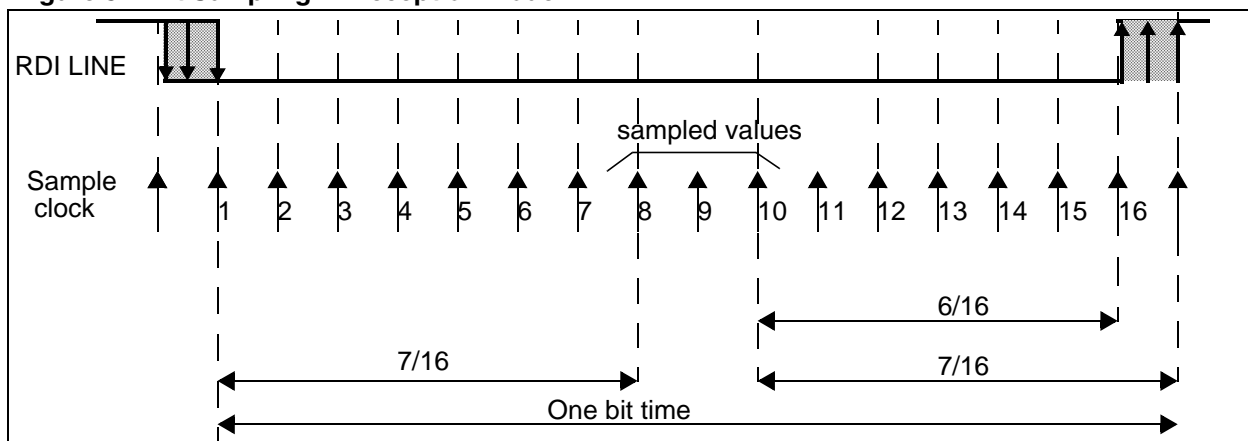 RDI LINE
sampled values
Sample
clock
1 2 3 4 5 6 7 8 9 10 11 12 13 14 15 16
6/16
7/16 7/16
One bit time